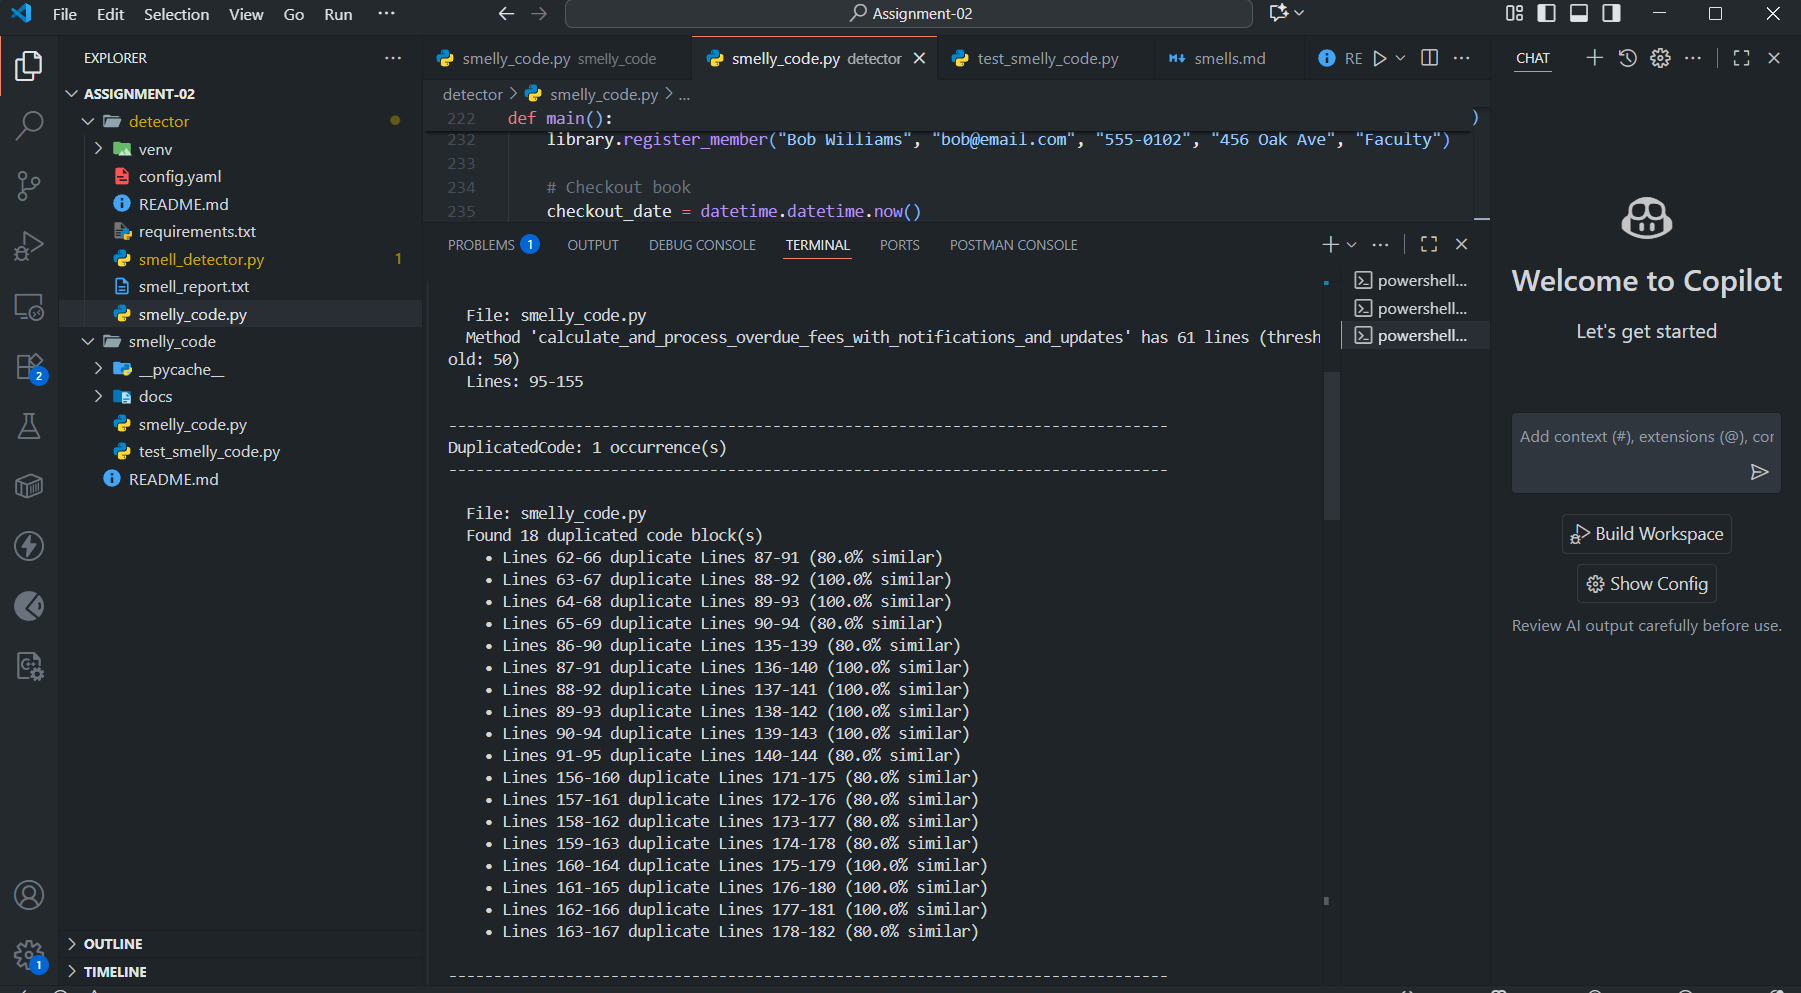 File Edit Selection View Go Run ···
Assignment-02
EXPLORER
ASSIGNMENT-02
detector
venv
config.yaml
README.md
requirements.txt
smell_detector.py 1
smell_report.txt
smelly_code.py
smelly_code
__pycache__
docs
smelly_code.py
test_smelly_code.py
README.md
OUTLINE
TIMELINE
2
1
smelly_code.py smelly_code
smelly_code.py detector
test_smelly_code.py
smells.md
RE
detector > smelly_code.py > ...
222 def main(): )
232 library.register_member("Bob Williams", "bob@email.com", "555-0102", "456 Oak Ave", "Faculty")
233
234 # Checkout book
235 checkout_date = datetime.datetime.now()
PROBLEMS 1 OUTPUT DEBUG CONSOLE TERMINAL PORTS POSTMAN CONSOLE
File: smelly_code.py
Method 'calculate_and_process_overdue_fees_with_notifications_and_updates' has 61 lines (thresh
old: 50)
Lines: 95-155
--------------------------------------------------------------------------------
DuplicatedCode: 1 occurrence(s)
--------------------------------------------------------------------------------
File: smelly_code.py
Found 18 duplicated code block(s)
• Lines 62-66 duplicate Lines 87-91 (80.0% similar)
• Lines 63-67 duplicate Lines 88-92 (100.0% similar)
• Lines 64-68 duplicate Lines 89-93 (100.0% similar)
• Lines 65-69 duplicate Lines 90-94 (80.0% similar)
• Lines 86-90 duplicate Lines 135-139 (80.0% similar)
• Lines 87-91 duplicate Lines 136-140 (100.0% similar)
• Lines 88-92 duplicate Lines 137-141 (100.0% similar)
• Lines 89-93 duplicate Lines 138-142 (100.0% similar)
• Lines 90-94 duplicate Lines 139-143 (100.0% similar)
• Lines 91-95 duplicate Lines 140-144 (80.0% similar)
• Lines 156-160 duplicate Lines 171-175 (80.0% similar)
• Lines 157-161 duplicate Lines 172-176 (80.0% similar)
• Lines 158-162 duplicate Lines 173-177 (80.0% similar)
• Lines 159-163 duplicate Lines 174-178 (80.0% similar)
• Lines 160-164 duplicate Lines 175-179 (100.0% similar)
• Lines 161-165 duplicate Lines 176-180 (100.0% similar)
• Lines 162-166 duplicate Lines 177-181 (100.0% similar)
• Lines 163-167 duplicate Lines 178-182 (80.0% similar)
--------------------------------------------------------------------------------
powershell...
powershell...
powershell...
CHAT
Welcome to Copilot
Let's get started
Add context (#), extensions (@), cor
Build Workspace
Show Config
Review AI output carefully before use.